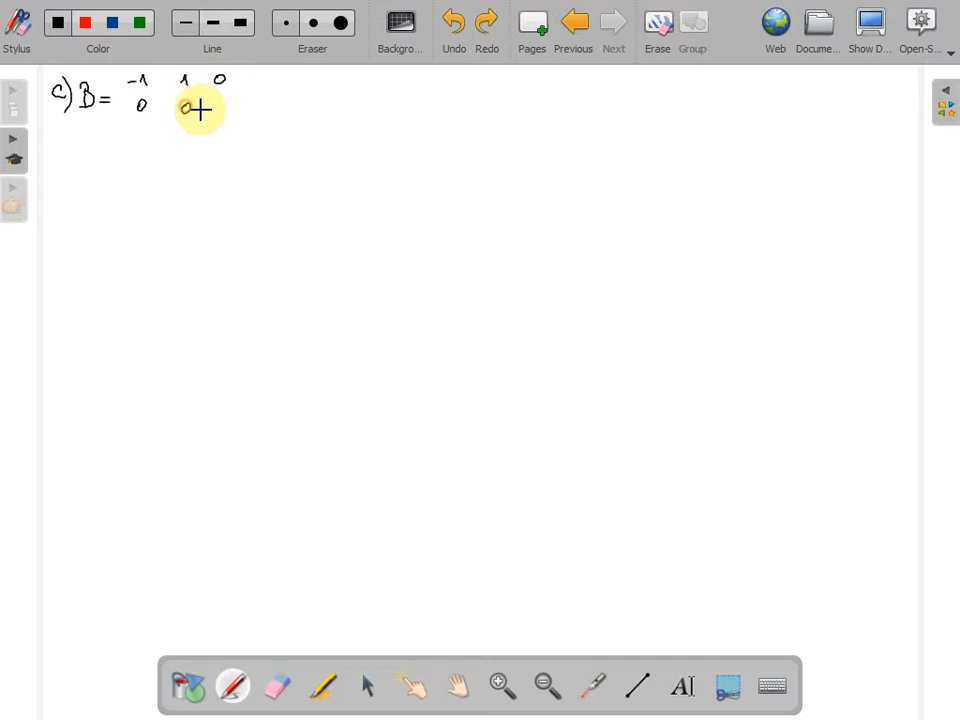 Stylus Color Line Eraser Backgro... Undo Redo Pages Previous Next Erase Group Web Docume... Show D... Open-S...
c) B = -1 1 0
0 0
AI